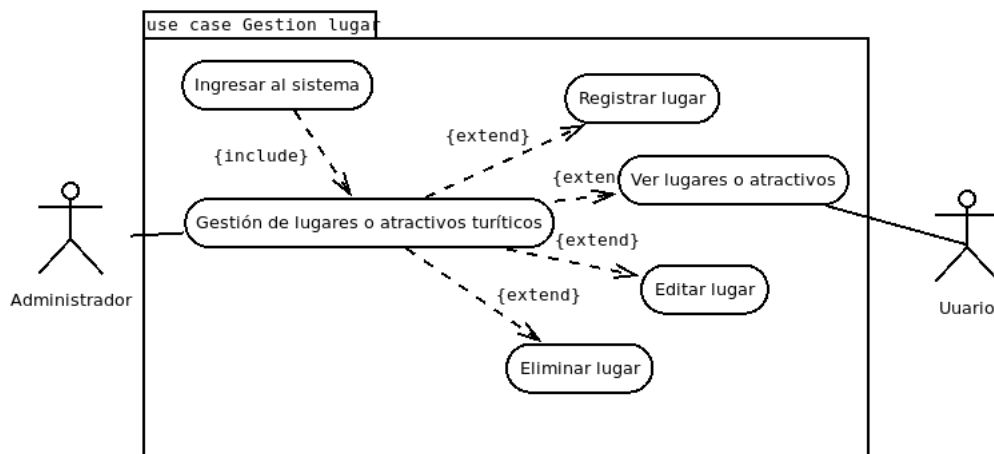 use case Gestion lugar
Ingresar al sistema
Registrar lugar
{extend}
{include}
{exten
Ver lugares o atractivos
Gestión de lugares o atractivos turíticos
{extend}
Editar lugar
{extend}
Administrador
Uuario
Eliminar lugar